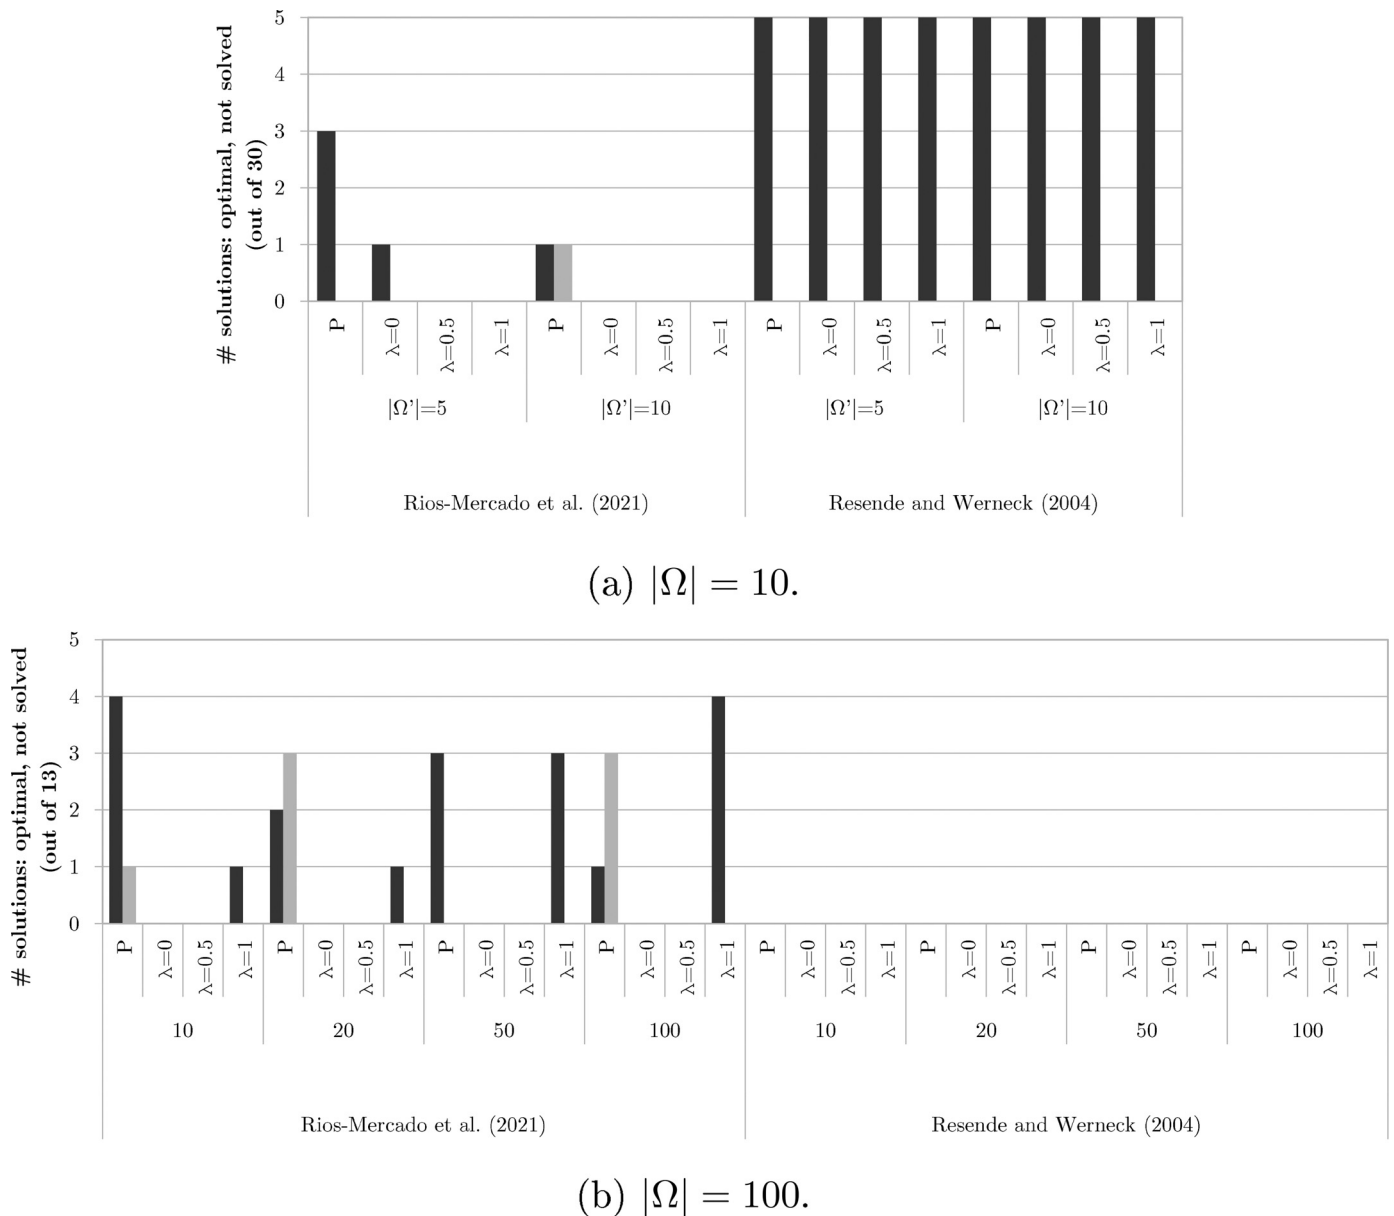 # solutions: optimal, not solved
(out of 30)
5
4
3
2
1
0
P λ=0 λ=0.5 λ=1 P λ=0 λ=0.5 λ=1 P λ=0 λ=0.5 λ=1 P λ=0 λ=0.5 λ=1
|Ω’|=5 |Ω’|=10 |Ω’|=5 |Ω’|=10
Rios-Mercado et al. (2021) Resende and Werneck (2004)
(a) |Ω| = 10.
# solutions: optimal, not solved
(out of 13)
5
4
3
2
1
0
P λ=0 λ=0.5 λ=1 P λ=0 λ=0.5 λ=1 P λ=0 λ=0.5 λ=1 P λ=0 λ=0.5 λ=1 P λ=0 λ=0.5 λ=1 P λ=0 λ=0.5 λ=1 P λ=0 λ=0.5 λ=1 P λ=0 λ=0.5 λ=1
10 20 50 100 10 20 50 100
Rios-Mercado et al. (2021) Resende and Werneck (2004)
(b) |Ω| = 100.